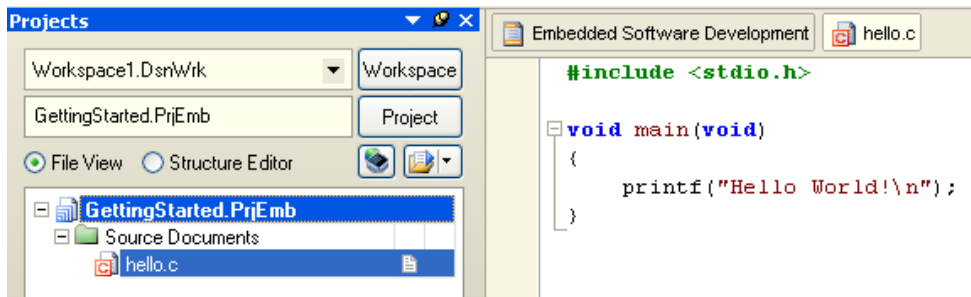 Projects
Workspace1.DsnWrk
Workspace
GettingStarted.PrjEmb
Project
File View
Structure Editor
GettingStarted.PrjEmb
Source Documents
hello.c
Embedded Software Development
hello.c
#include <stdio.h>
void main(void)
{
printf("Hello World!\n");
}